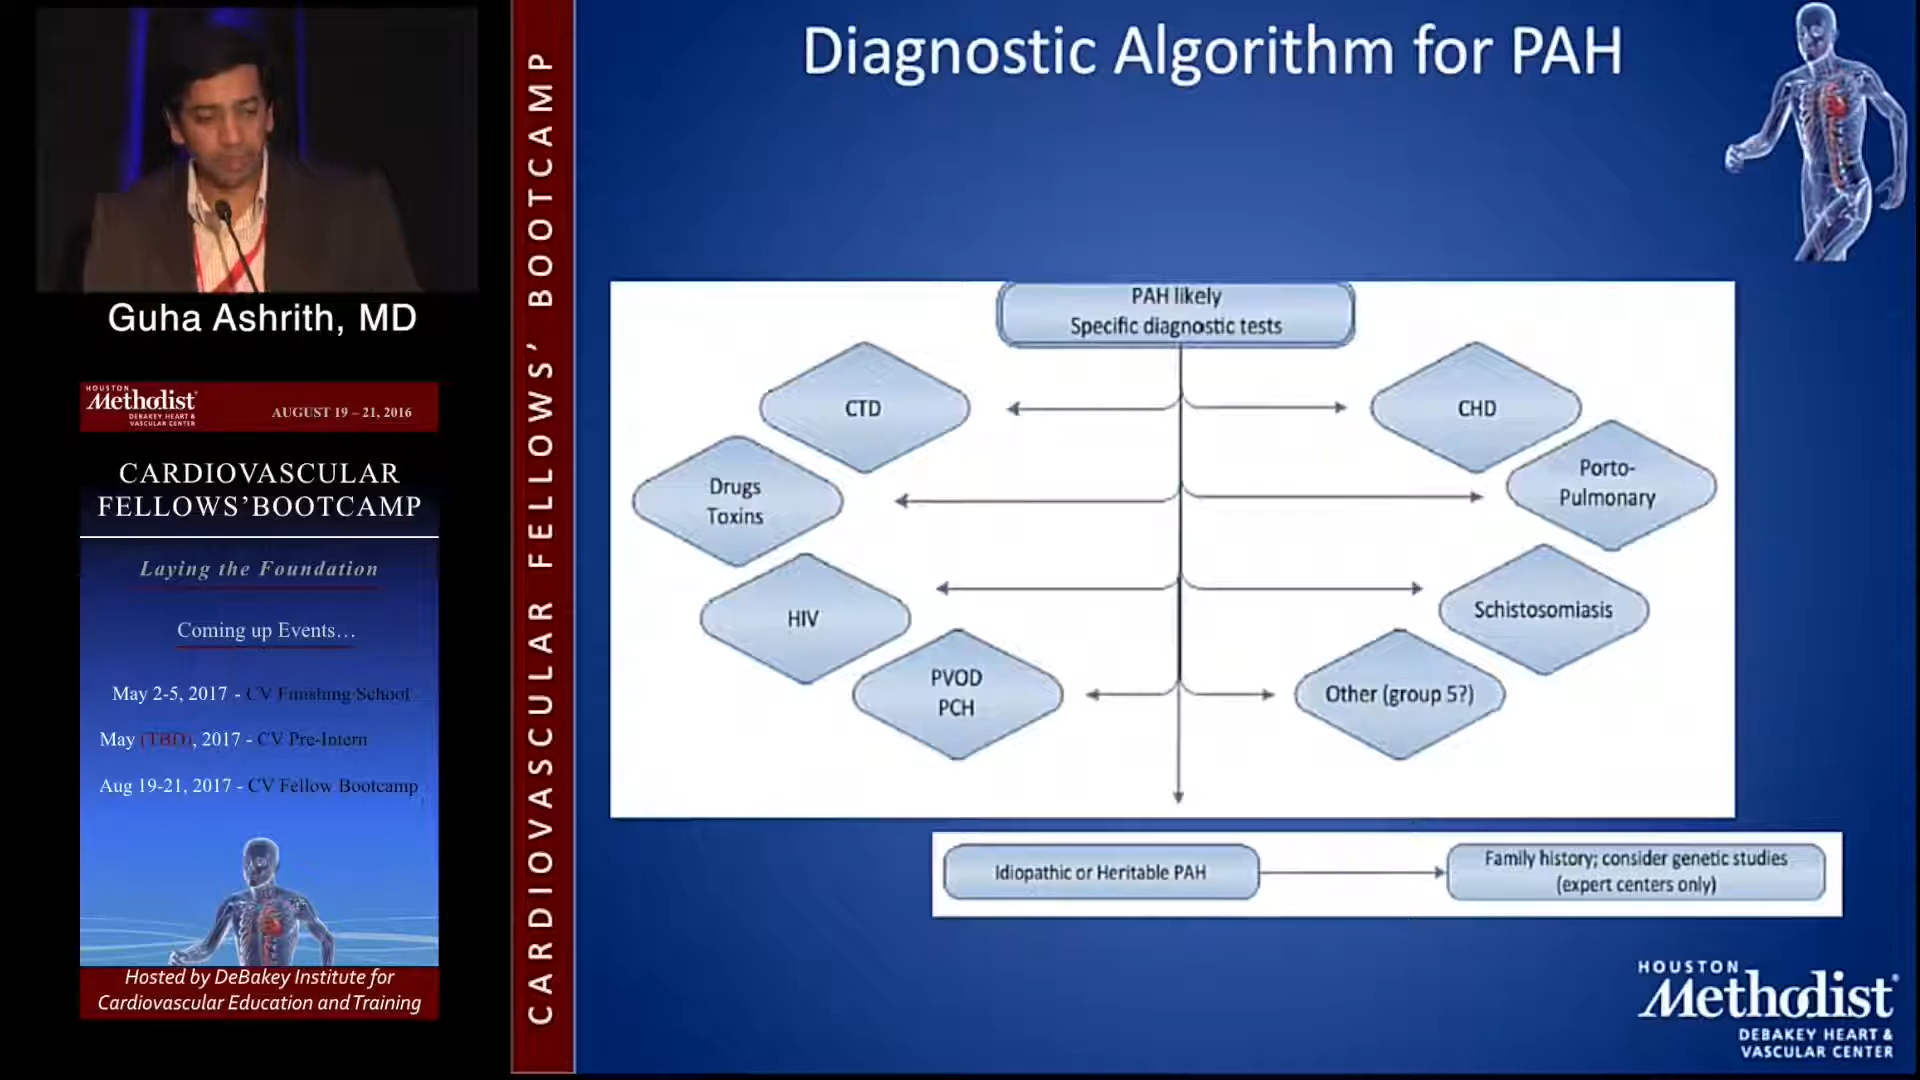 Guha Ashrith, MD
HOUSTON
Methodist
DEBAKEY HEART &
VASCULAR CENTER
AUGUST 19 – 21, 2016
CARDIOVASCULAR
FELLOWS’BOOTCAMP
Laying the Foundation
Coming up Events…
May 2-5, 2017 - CV Finishing School
May (TBD), 2017 - CV Pre-Intern
Aug 19-21, 2017 - CV Fellow Bootcamp
Hosted by DeBakey Institute for
Cardiovascular Education and Training
CARDIOVASCULAR FELLOWS’ BOOTCAMP
Diagnostic Algorithm for PAH
PAH likely
Specific diagnostic tests
CTD
CHD
Drugs
Toxins
Porto-
Pulmonary
HIV
Schistosomiasis
PVOD
PCH
Other (group 5?)
Idiopathic or Heritable PAH
Family history; consider genetic studies
(expert centers only)
HOUSTON
Methodist
DEBAKEY HEART &
VASCULAR CENTER